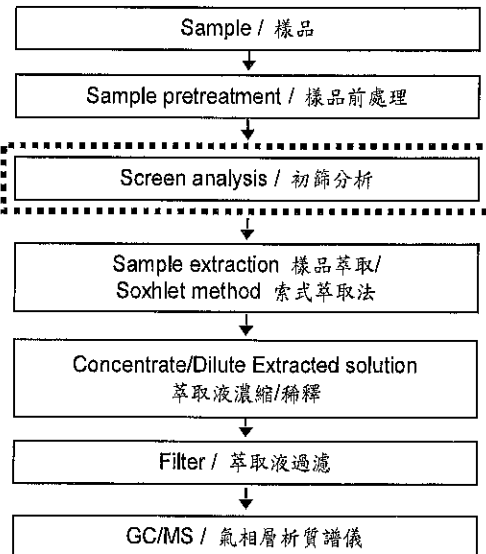 Sample / 樣品
Sample pretreatment / 樣品前處理
Screen analysis / 初篩分析
Sample extraction 樣品萃取/
Soxhlet method 索式萃取法
Concentrate/Dilute Extracted solution
萃取液濃縮/稀釋
Filter / 萃取液過濾
GC/MS / 氣相層析質譜儀